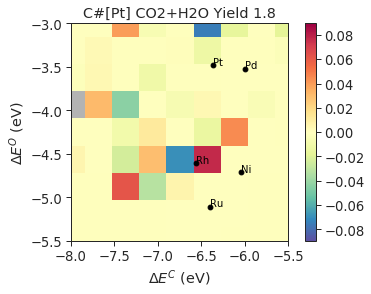 C#[Pt] CO2+H2O Yield 1.8
ΔE^O (eV)
−3.0
−3.5
−4.0
−4.5
−5.0
−5.5
Pt
Pd
Rh
Ni
Ru
−8.0 −7.5 −7.0 −6.5 −6.0 −5.5
ΔE^C (eV)
0.08
0.06
0.04
0.02
0.00
−0.02
−0.04
−0.06
−0.08